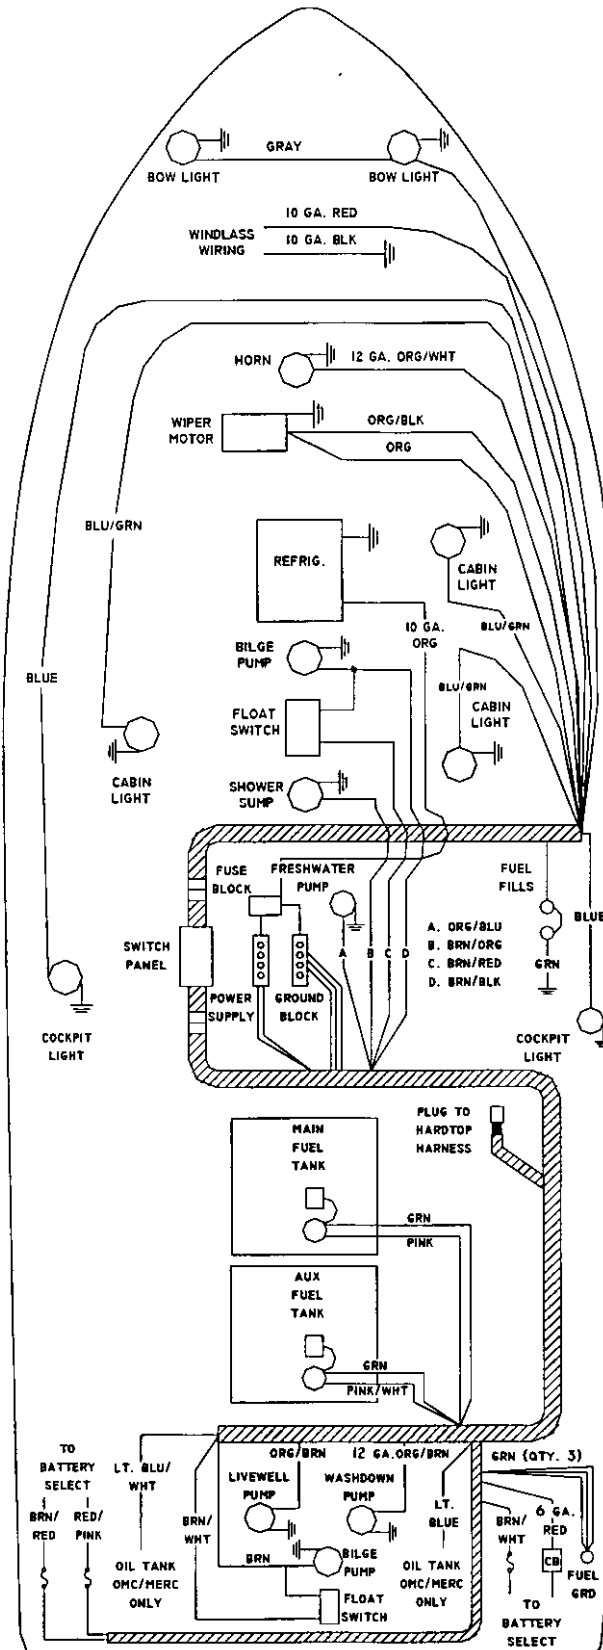 GRAY
BOW LIGHT
BOW LIGHT
10 GA. RED
WINDLASS
WIRING
10 GA. BLK
HORN
12 GA. ORG/WHT
WIPER
MOTOR
ORG/BLK
ORG
BLU/GRN
REFRIG.
CABIN
LIGHT
10 GA.
ORG
BLU/GRN
BILGE
PUMP
BLUE
BLU/GRN
FLOAT
SWITCH
CABIN
LIGHT
CABIN
LIGHT
SHOWER
SUMP
FUSE
BLOCK
FRESHWATER
PUMP
FUEL
FILLS
BLUE
SWITCH
PANEL
A B C D
A. ORG/BLU
B. BRN/ORG
C. BRN/RED
D. BRN/BLK
GRN
POWER
SUPPLY
GROUND
BLOCK
COCKPIT
LIGHT
COCKPIT
LIGHT
PLUG TO
HARDTOP
HARNESS
MAIN
FUEL
TANK
GRN
PINK
AUX
FUEL
TANK
GRN
PINK/WHT
TO
BATTERY
SELECT
LT. BLU/
WHT
ORG/BRN
12 GA.ORG/BRN
GRN (QTY. 3)
LIVEWELL
PUMP
WASHDOWN
PUMP
BRN/
RED
RED/
PINK
BRN/
WHT
LT.
BLUE
BRN/
WHT
6 GA.
RED
CB
FUEL
GRD
OIL TANK
OMC/MERC
ONLY
BRN
BILGE
PUMP
OIL TANK
OMC/MERC
ONLY
FLOAT
SWITCH
TO
BATTERY
SELECT